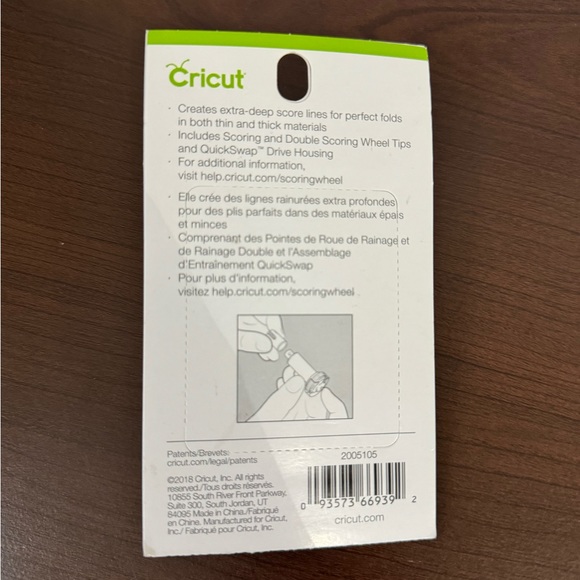 Cricut
· Creates extra-deep score lines for perfect folds
in both thin and thick materials
· Includes Scoring and Double Scoring Wheel Tips
and QuickSwap™ Drive Housing
· For additional information,
visit help.cricut.com/scoringwheel
· Elle crée des lignes rainurées extra profondes
pour des plis parfaits dans des matériaux épais
et minces
· Comprenant des Pointes de Roue de Rainage et
de Rainage Double et l'Assemblage
d'Entraînement QuickSwap
· Pour plus d'information,
visitez help.cricut.com/scoringwheel
Patents/Brevets:
cricut.com/legal/patents
2005105
©2018 Cricut, Inc. All rights
reserved./Tous droits réservés.
10855 South River Front Parkway,
Suite 300, South Jordan, UT
84095 Made in China./Fabriqué
en Chine. Manufactured for Cricut,
Inc./ Fabriqué pour Cricut, Inc.
0 93573 66939 2
cricut.com